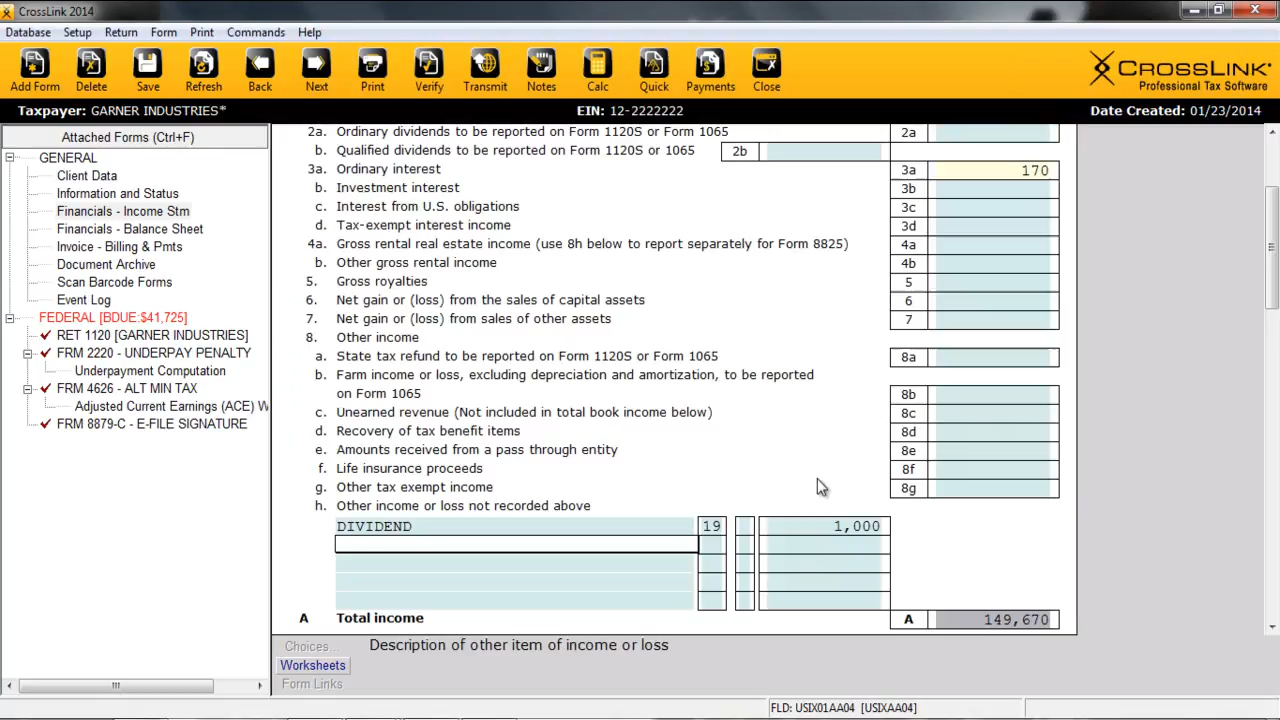 CrossLink 2014
Database Setup Return Form Print Commands Help
Add Form Delete Save Refresh Back Next Print Verify Transmit Notes Calc Quick Payments Close
CROSSLINK
Professional Tax Software
Taxpayer: GARNER INDUSTRIES* EIN: 12-2222222 Date Created: 01/23/2014
Attached Forms (Ctrl+F)
GENERAL
Client Data
Information and Status
Financials - Income Stm
Financials - Balance Sheet
Invoice - Billing & Pmts
Document Archive
Scan Barcode Forms
Event Log
FEDERAL [BDUE:$41,725]
RET 1120 [GARNER INDUSTRIES]
FRM 2220 - UNDERPAY PENALTY
Underpayment Computation
FRM 4626 - ALT MIN TAX
Adjusted Current Earnings (ACE) W
FRM 8879-C - E-FILE SIGNATURE
2a. Ordinary dividends to be reported on Form 1120S or Form 1065 2a
b. Qualified dividends to be reported on Form 1120S or 1065 2b
3a. Ordinary interest 3a 170
b. Investment interest 3b
c. Interest from U.S. obligations 3c
d. Tax-exempt interest income 3d
4a. Gross rental real estate income (use 8h below to report separately for Form 8825) 4a
b. Other gross rental income 4b
5. Gross royalties 5
6. Net gain or (loss) from the sales of capital assets 6
7. Net gain or (loss) from sales of other assets 7
8. Other income
a. State tax refund to be reported on Form 1120S or Form 1065 8a
b. Farm income or loss, excluding depreciation and amortization, to be reported
on Form 1065 8b
c. Unearned revenue (Not included in total book income below) 8c
d. Recovery of tax benefit items 8d
e. Amounts received from a pass through entity 8e
f. Life insurance proceeds 8f
g. Other tax exempt income 8g
h. Other income or loss not recorded above
DIVIDEND 19 1,000
A Total income A 149,670
Choices... Description of other item of income or loss
Worksheets
Form Links
FLD: USIX01AA04 [USIXAA04]